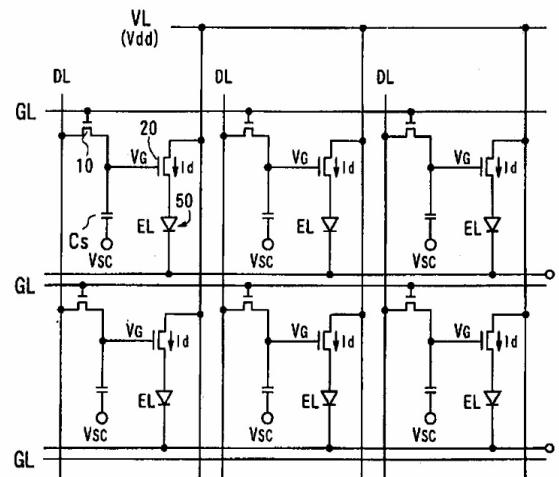 VL
(Vdd)
DL DL DL
GL
10 20 VG Id VG Id VG Id
Cs EL 50 EL EL
VSC VSC VSC
GL
VG Id VG Id VG Id
EL EL EL
VSC VSC VSC
GL